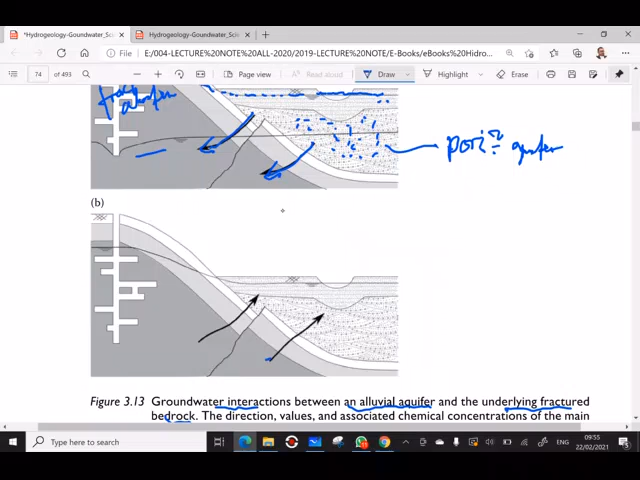 *Hydrogeology-Groundwater_Scie
Hydrogeology-Groundwater_Scie
File
E:/004-LECTURE%20NOTE%20ALL-2020/2019-LECTURE%20NOTE/E-Books/eBooks%20Hidro
74
of 493
Page view
Read aloud
Draw
Highlight
Erase
aquifer
(b)
Figure 3.13 Groundwater interactions between an alluvial aquifer and the underlying fractured
bedrock. The direction, values, and associated chemical concentrations of the main
Type here to search
ENG
09:55
22/02/2021